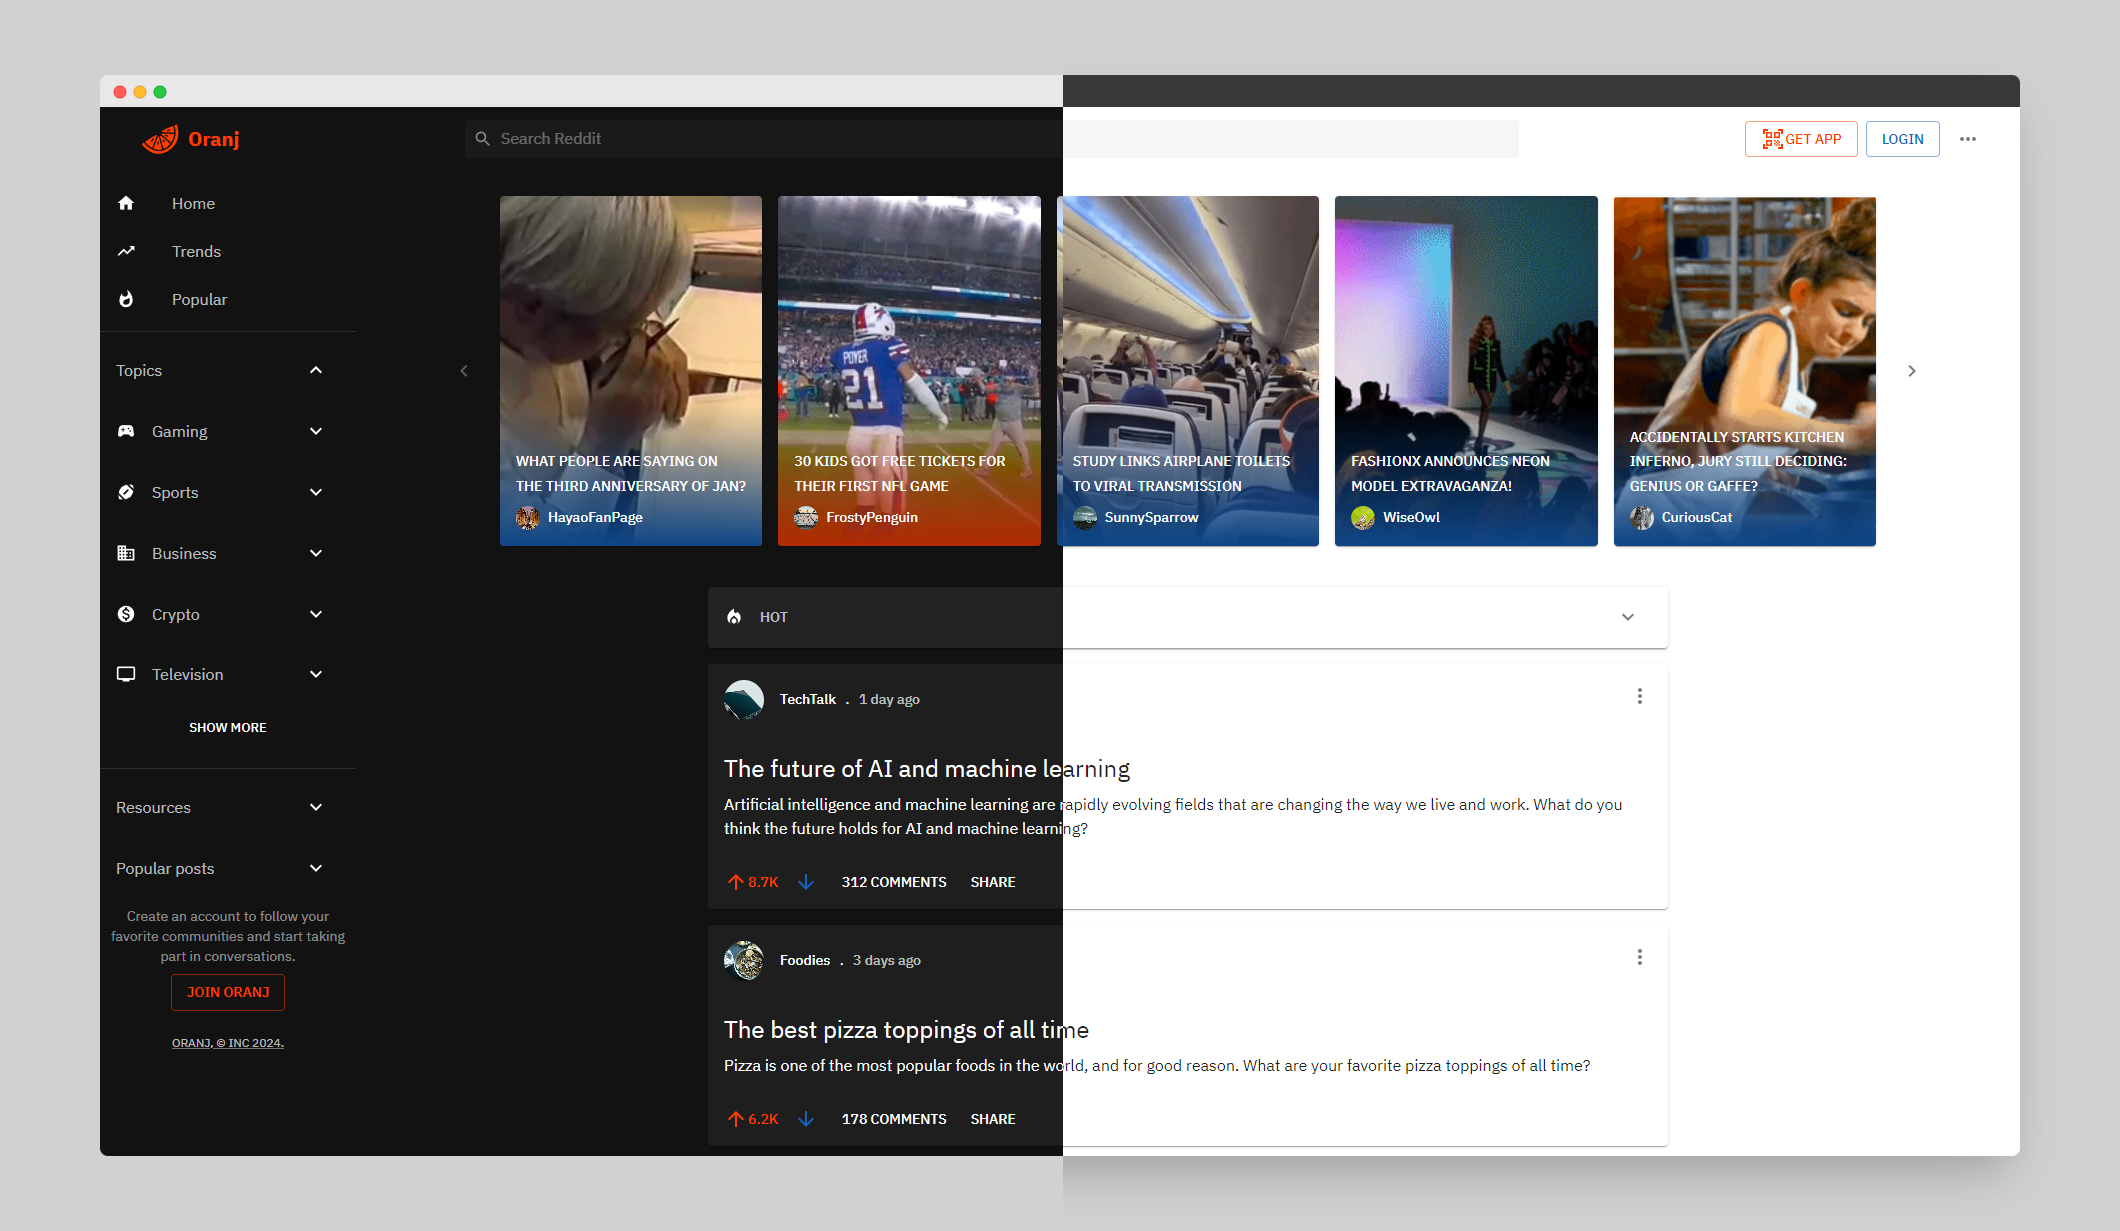 Oranj
Search Reddit
GET APP
LOGIN
Home
Trends
Popular
Topics
Gaming
Sports
Business
Crypto
Television
SHOW MORE
Resources
Popular posts
Create an account to follow your
favorite communities and start taking
part in conversations.
JOIN ORANJ
ORANJ, © INC 2024.
WHAT PEOPLE ARE SAYING ON
THE THIRD ANNIVERSARY OF JAN?
HayaoFanPage
POYER
21
30 KIDS GOT FREE TICKETS FOR
THEIR FIRST NFL GAME
FrostyPenguin
STUDY LINKS AIRPLANE TOILETS
TO VIRAL TRANSMISSION
SunnySparrow
FASHIONX ANNOUNCES NEON
MODEL EXTRAVAGANZA!
WiseOwl
ACCIDENTALLY STARTS KITCHEN
INFERNO, JURY STILL DECIDING:
GENIUS OR GAFFE?
CuriousCat
HOT
TechTalk . 1 day ago
The future of AI and machine learning
Artificial intelligence and machine learning are rapidly evolving fields that are changing the way we live and work. What do you
think the future holds for AI and machine learning?
8.7K 312 COMMENTS SHARE
Foodies . 3 days ago
The best pizza toppings of all time
Pizza is one of the most popular foods in the world, and for good reason. What are your favorite pizza toppings of all time?
6.2K 178 COMMENTS SHARE